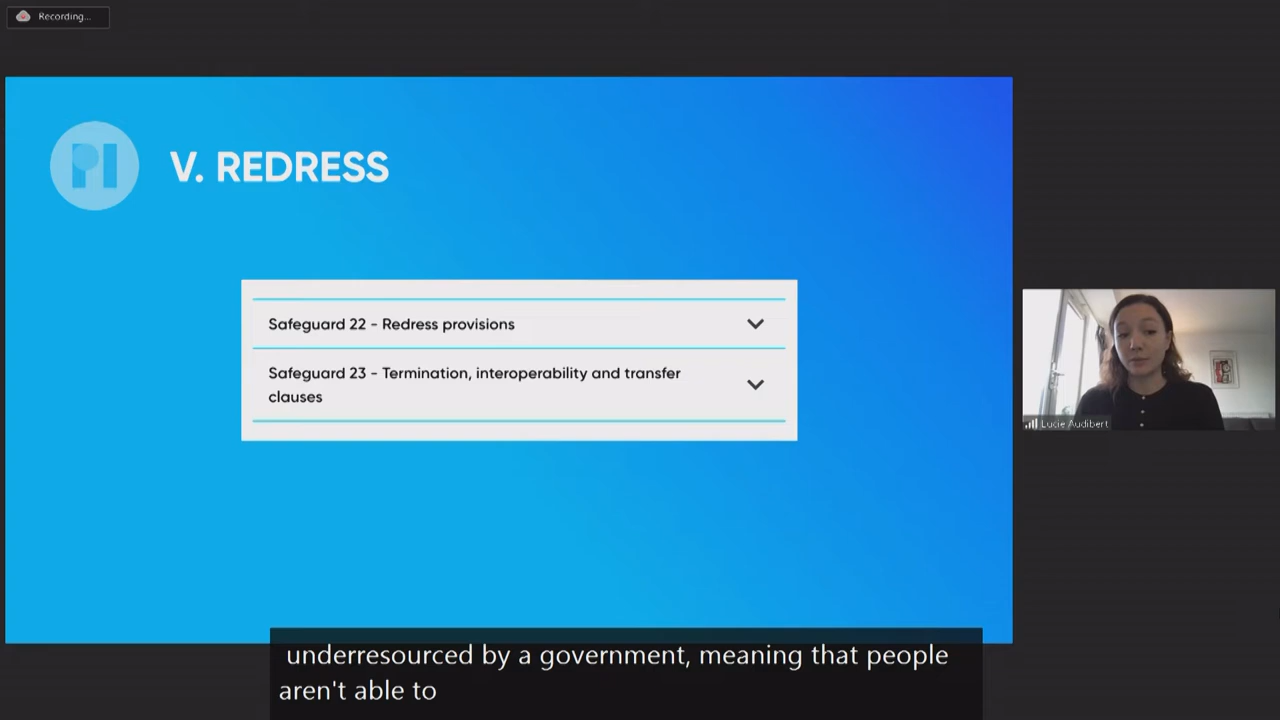 Recording...
PI
V. REDRESS
Safeguard 22 - Redress provisions
Safeguard 23 - Termination, interoperability and transfer
clauses
Lucie Audibert
underresourced by a government, meaning that people
aren't able to